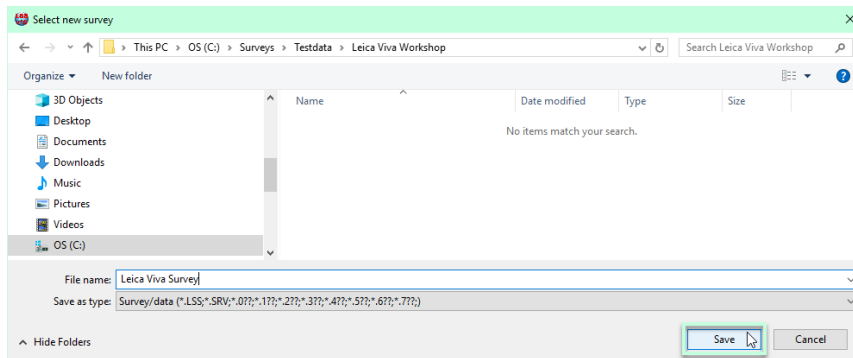 Select new survey
This PC > OS (C:) > Surveys > Testdata > Leica Viva Workshop
Search Leica Viva Workshop
Organize
New folder
Name
Date modified
Type
Size
3D Objects
Desktop
Documents
Downloads
Music
Pictures
Videos
OS (C:)
No items match your search.
File name: Leica Viva Survey
Save as type: Survey/data (*.LSS;*.SRV;*.0??;*.1??;*.2??;*.3??;*.4??;*.5??;*.6??;*.7??;)
Hide Folders
Save
Cancel